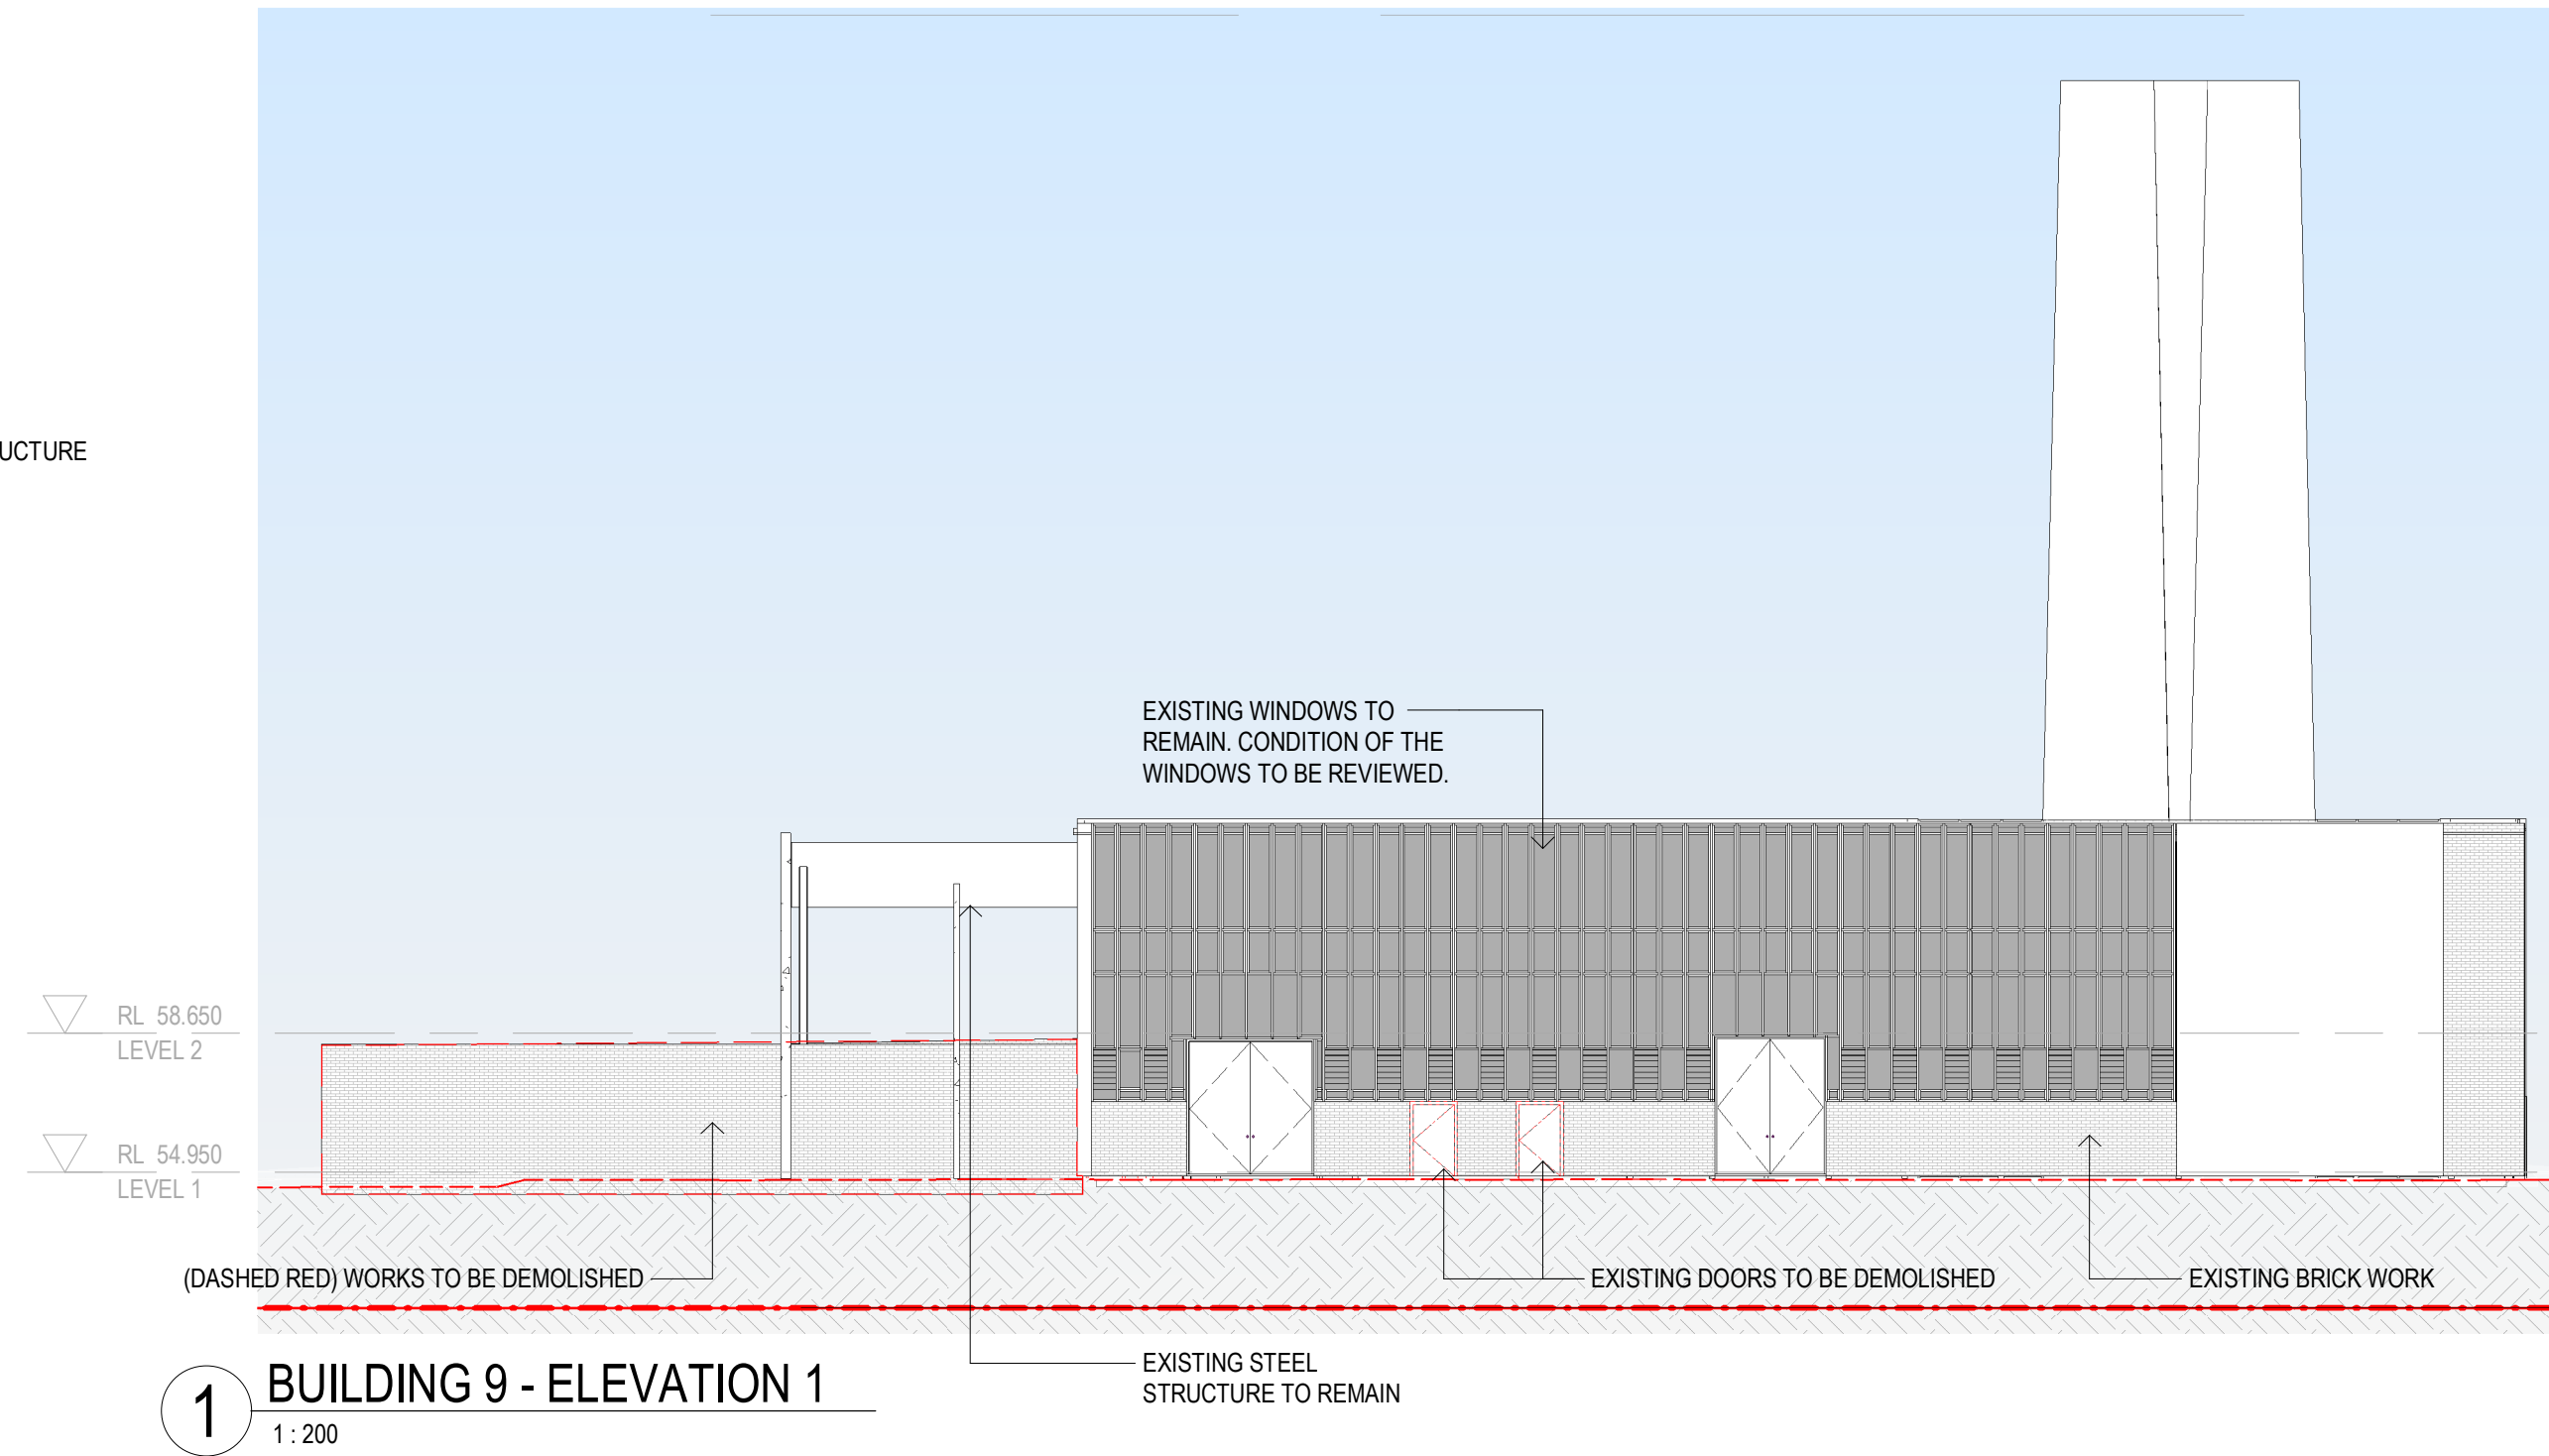 UCTURE
EXISTING WINDOWS TO
REMAIN. CONDITION OF THE
WINDOWS TO BE REVIEWED.
RL 58.650
LEVEL 2
RL 54.950
LEVEL 1
(DASHED RED) WORKS TO BE DEMOLISHED
EXISTING DOORS TO BE DEMOLISHED
EXISTING BRICK WORK
EXISTING STEEL
STRUCTURE TO REMAIN
1
BUILDING 9 - ELEVATION 1
1 : 200